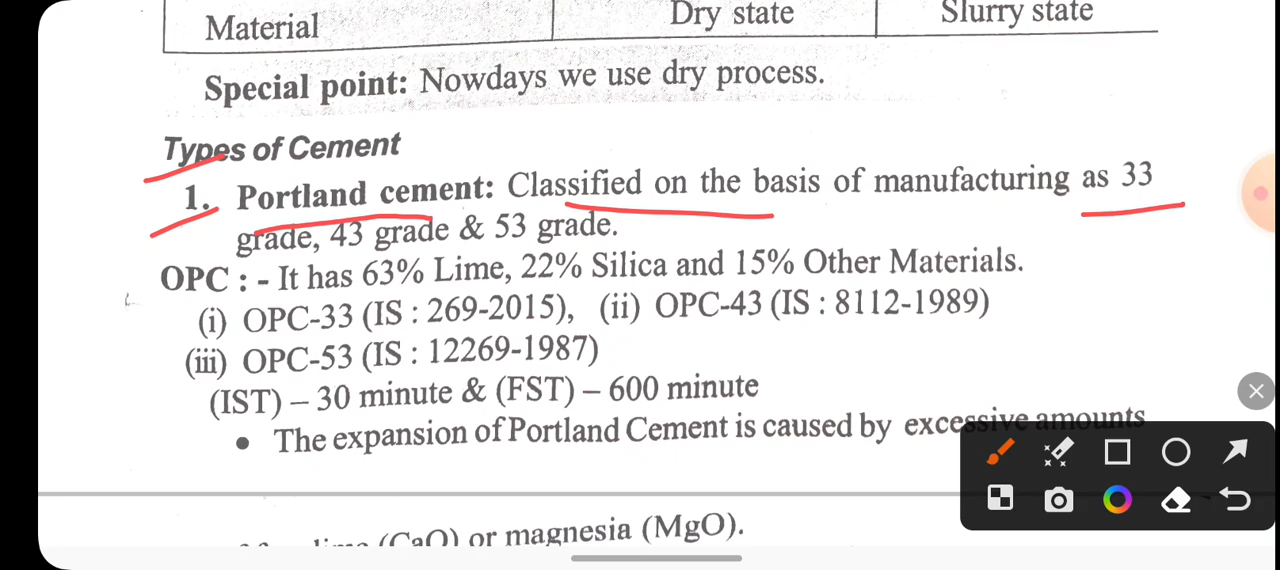 Material Dry state Slurry state
Special point: Nowdays we use dry process.
Types of Cement
1. Portland cement: Classified on the basis of manufacturing as 33
grade, 43 grade & 53 grade.
OPC : - It has 63% Lime, 22% Silica and 15% Other Materials.
(i) OPC-33 (IS : 269-2015), (ii) OPC-43 (IS : 8112-1989)
(iii) OPC-53 (IS : 12269-1987)
(IST) – 30 minute & (FST) – 600 minute
• The expansion of Portland Cement is caused by excessive amounts
lime (CaO) or magnesia (MgO).